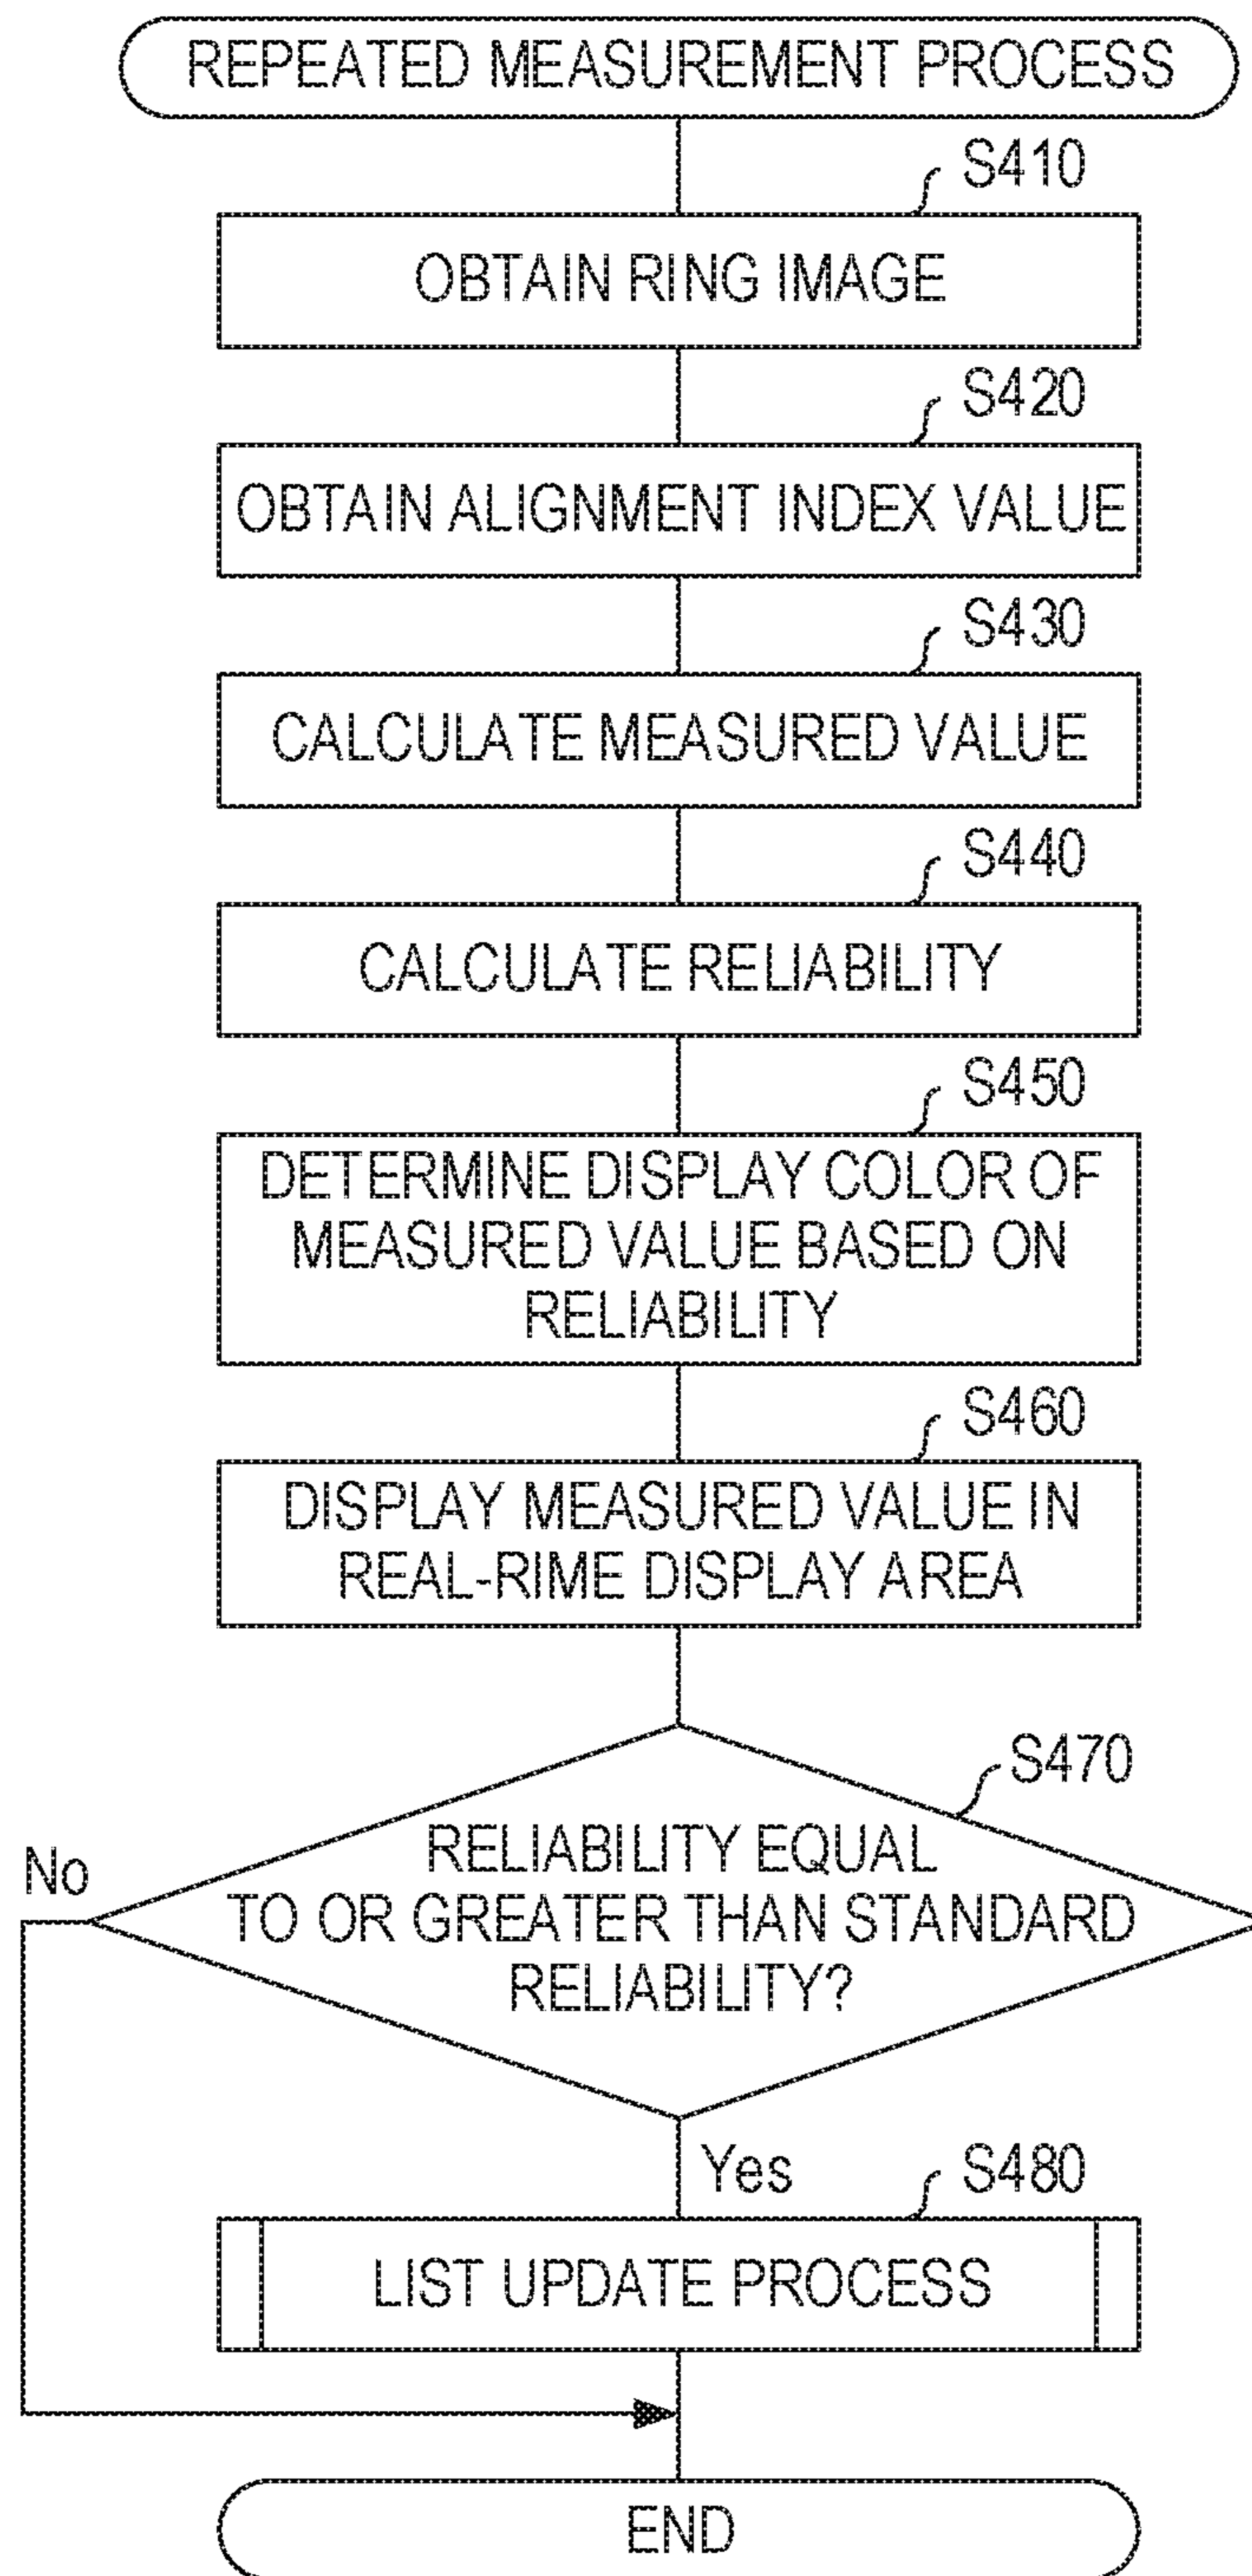 REPEATED MEASUREMENT PROCESS
S410
OBTAIN RING IMAGE
S420
OBTAIN ALIGNMENT INDEX VALUE
S430
CALCULATE MEASURED VALUE
S440
CALCULATE RELIABILITY
S450
DETERMINE DISPLAY COLOR OF
MEASURED VALUE BASED ON
RELIABILITY
S460
DISPLAY MEASURED VALUE IN
REAL-RIME DISPLAY AREA
S470
RELIABILITY EQUAL
No
TO OR GREATER THAN STANDARD
RELIABILITY?
Yes
S480
LIST UPDATE PROCESS
END